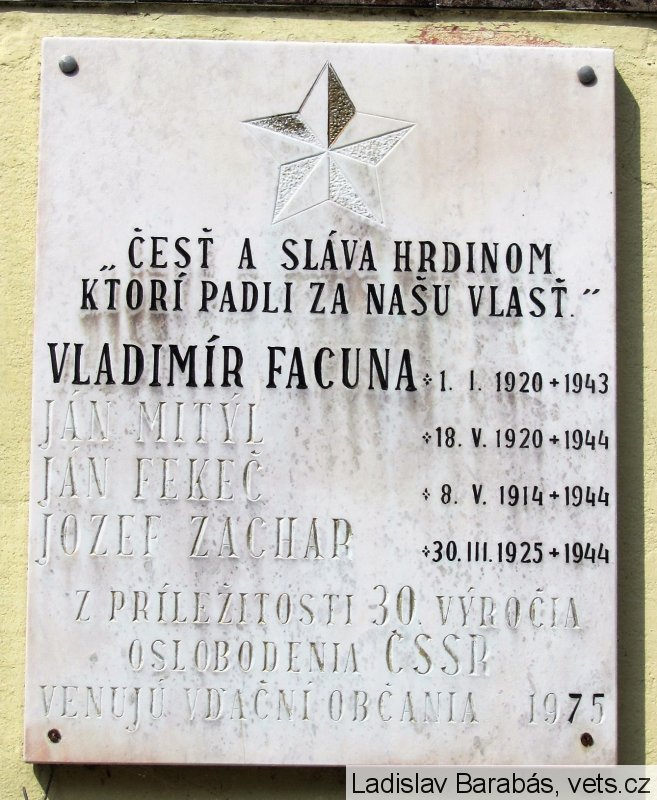 ČESŤ A SLÁVA HRDINOM
„KTORÍ PADLI ZA NAŠU VLASŤ.“
VLADIMÍR FACUNA * 1. I. 1920 + 1943
JÁN MITÝL * 18. V. 1920 + 1944
JÁN FEKEČ * 8. V. 1914 + 1944
JOZEF ZACHAR * 30. III. 1925 + 1944
Z PRÍLEŽITOSTI 30. VÝROČIA
OSLOBODENIA ČSSR
VENUJÚ VĎAČNÍ OBČANIA 1975
Ladislav Barabás, vets.cz